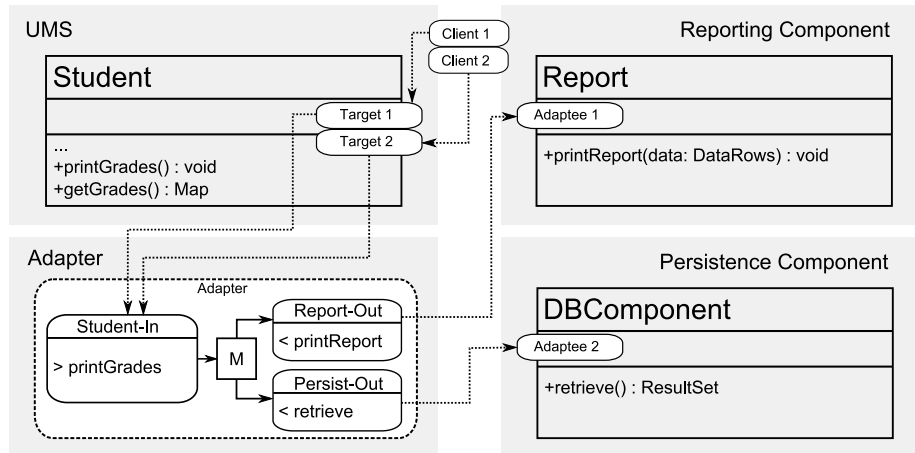 UMS
Client 1
Client 2
Reporting Component
Student
Target 1
Target 2
...
+printGrades() : void
+getGrades() : Map
Report
Adaptee 1
+printReport(data: DataRows) : void
Adapter
Adapter
Student-In
> printGrades
M
Report-Out
< printReport
Persist-Out
< retrieve
Persistence Component
DBComponent
Adaptee 2
+retrieve() : ResultSet